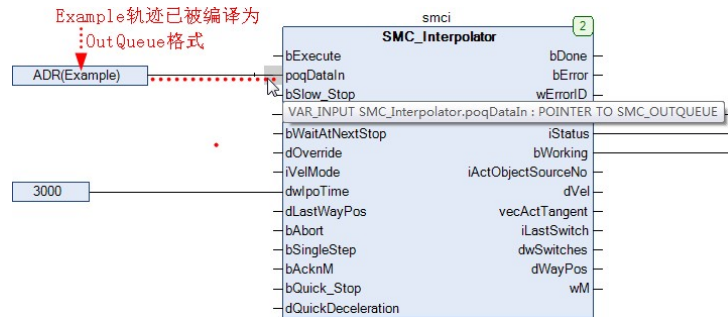 Example轨迹已被编译为
OutQueue格式
smci
2
SMC_Interpolator
bExecute
bDone
ADR(Example)
poqDataIn
bError
bSlow_Stop
wErrorID
VAR_INPUT SMC_Interpolator.poqDataIn : POINTER TO SMC_OUTQUEUE
bWaitAtNextStop
iStatus
dOverride
bWorking
iVelMode
iActObjectSourceNo
3000
dwIpoTime
dVel
dLastWayPos
vecActTangent
bAbort
iLastSwitch
bSingleStep
dwSwitches
bAcknM
dWayPos
bQuick_Stop
wM
dQuickDeceleration